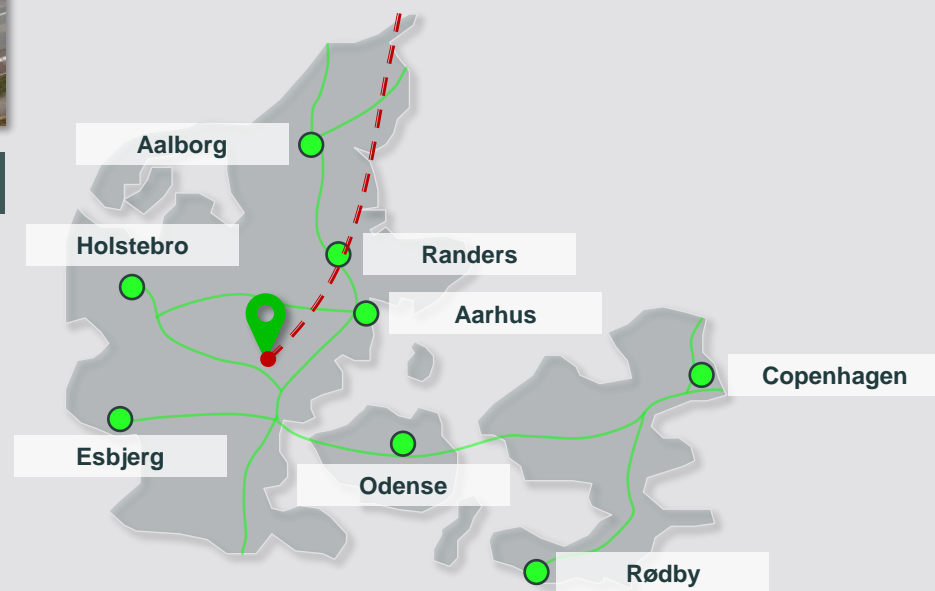 Aalborg
Holstebro
Randers
Aarhus
Copenhagen
Esbjerg
Odense
Rødby